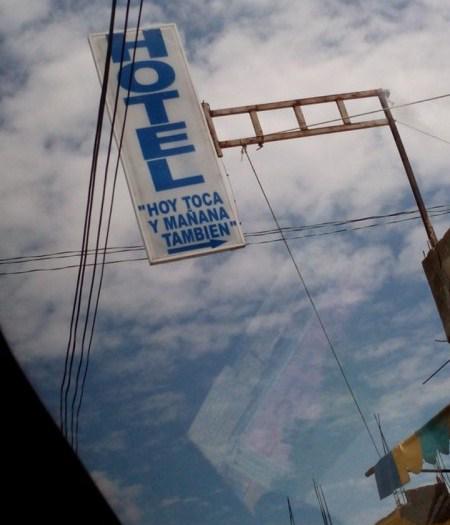 HOTEL
"HOY TOCA
Y MAÑANA
TAMBIEN"